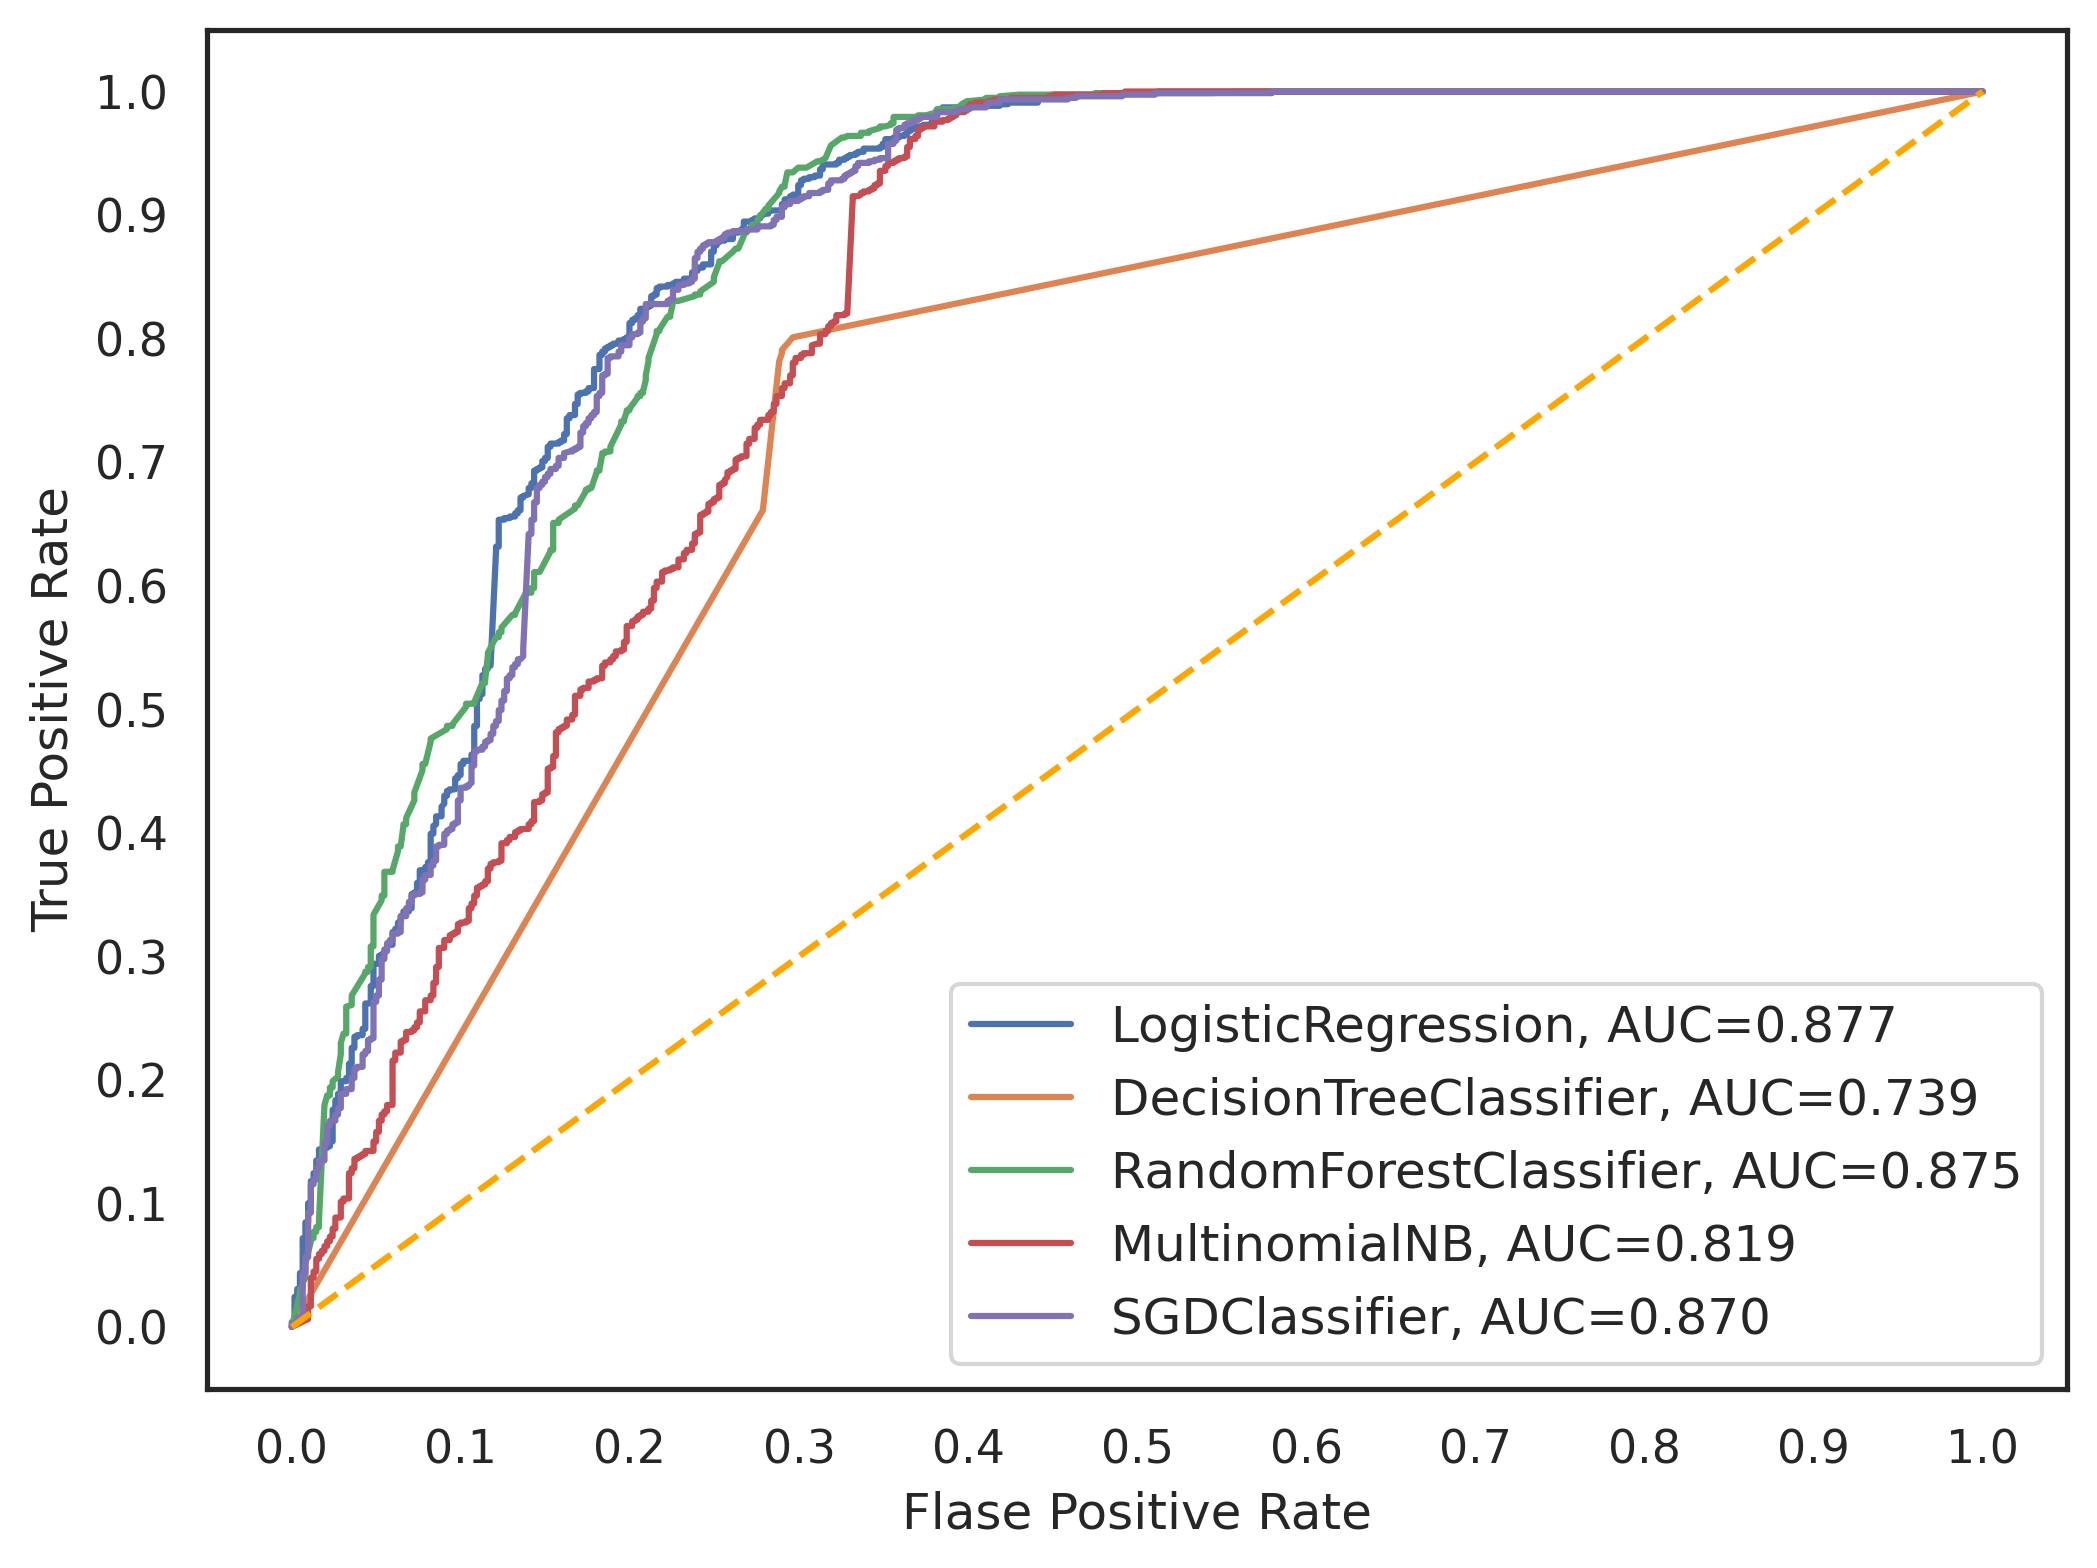 1.0
0.9
0.8
0.7
0.6
0.5
0.4
0.3
0.2
0.1
0.0
True Positive Rate
LogisticRegression, AUC=0.877
DecisionTreeClassifier, AUC=0.739
RandomForestClassifier, AUC=0.875
MultinomialNB, AUC=0.819
SGDClassifier, AUC=0.870
0.0 0.1 0.2 0.3 0.4 0.5 0.6 0.7 0.8 0.9 1.0
Flase Positive Rate